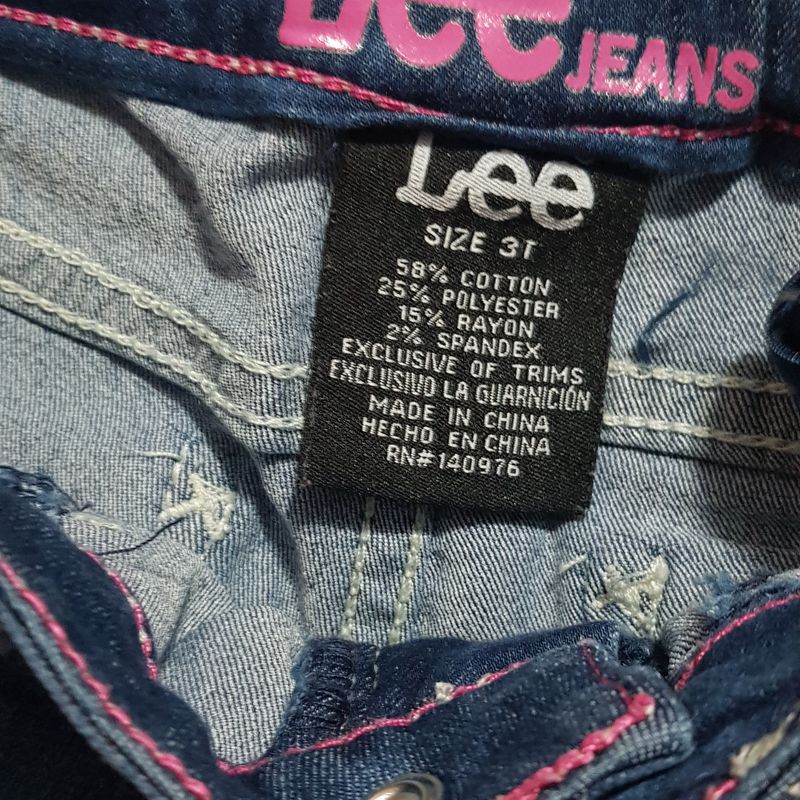 Lee JEANS
Lee
SIZE 3T
58% COTTON
25% POLYESTER
15% RAYON
2% SPANDEX
EXCLUSIVE OF TRIMS
EXCLUSIVO LA GUARNICIÓN
MADE IN CHINA
HECHO EN CHINA
RN#140976